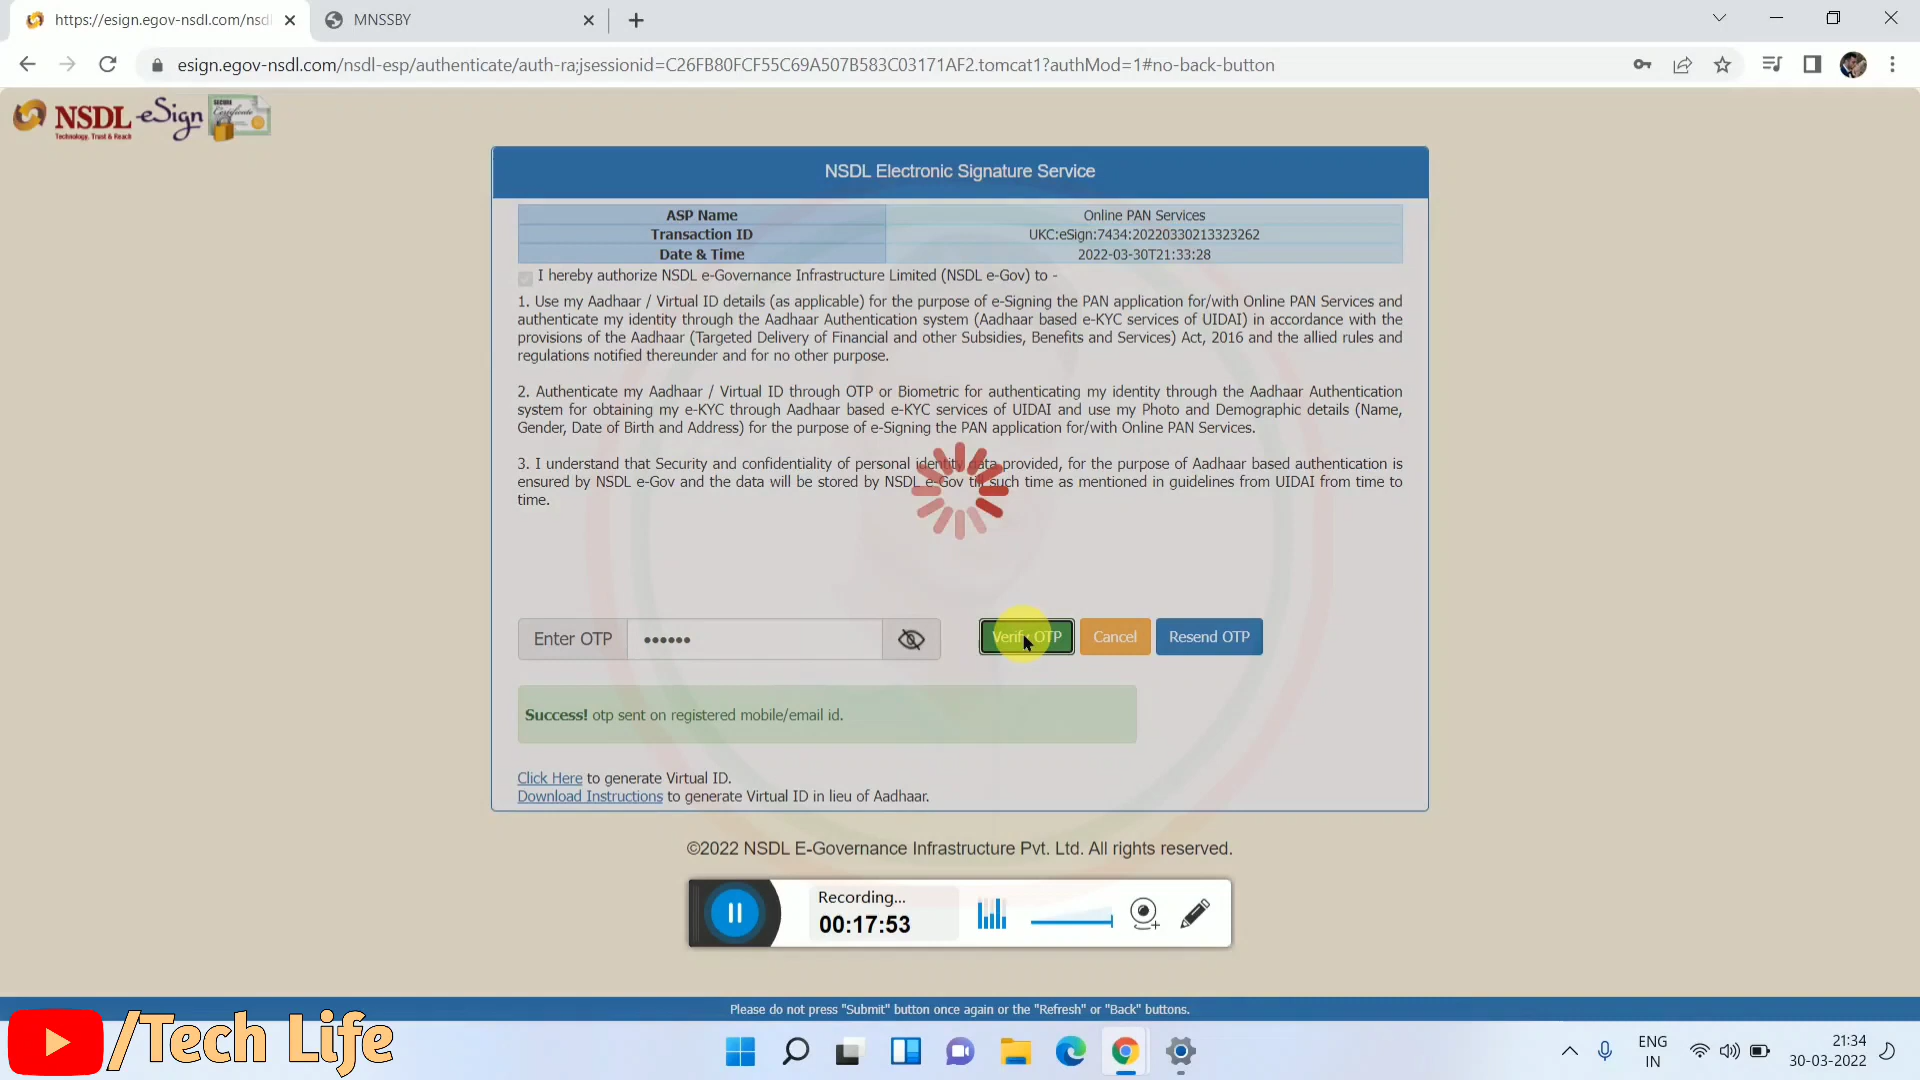 https://esign.egov-nsdl.com/nsdl
MNSSBY
esign.egov-nsdl.com/nsdl-esp/authenticate/auth-ra;jsessionid=C26FB80FCF55C69A507B583C03171AF2.tomcat1?authMod=1#no-back-button
NSDL eSign SECURE Certificate
Technology, Trust & Reach
NSDL Electronic Signature Service
ASP Name Online PAN Services
Transaction ID UKC:eSign:7434:20220330213323262
Date & Time 2022-03-30T21:33:28
I hereby authorize NSDL e-Governance Infrastructure Limited (NSDL e-Gov) to -
1. Use my Aadhaar / Virtual ID details (as applicable) for the purpose of e-Signing the PAN application for/with Online PAN Services and
authenticate my identity through the Aadhaar Authentication system (Aadhaar based e-KYC services of UIDAI) in accordance with the
provisions of the Aadhaar (Targeted Delivery of Financial and other Subsidies, Benefits and Services) Act, 2016 and the allied rules and
regulations notified thereunder and for no other purpose.
2. Authenticate my Aadhaar / Virtual ID through OTP or Biometric for authenticating my identity through the Aadhaar Authentication
system for obtaining my e-KYC through Aadhaar based e-KYC services of UIDAI and use my Photo and Demographic details (Name,
Gender, Date of Birth and Address) for the purpose of e-Signing the PAN application for/with Online PAN Services.
3. I understand that Security and confidentiality of personal identity data provided, for the purpose of Aadhaar based authentication is
ensured by NSDL e-Gov and the data will be stored by NSDL e-Gov till such time as mentioned in guidelines from UIDAI from time to
time.
Enter OTP •••••• Verify OTP Cancel Resend OTP
Success! otp sent on registered mobile/email id.
Click Here to generate Virtual ID.
Download Instructions to generate Virtual ID in lieu of Aadhaar.
©2022 NSDL E-Governance Infrastructure Pvt. Ltd. All rights reserved.
Recording...
00:17:53
Please do not press "Submit" button once again or the "Refresh" or "Back" buttons.
/Tech Life
ENG
IN
21:34
30-03-2022